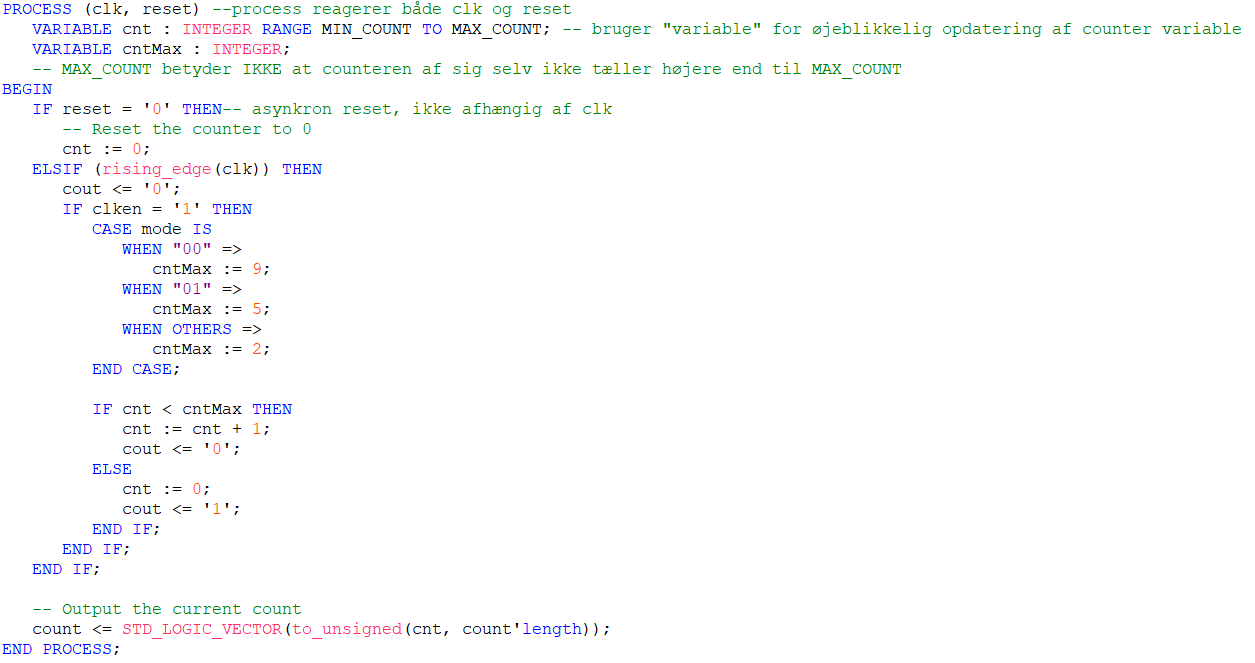 PROCESS (clk, reset) --process reagerer både clk og reset
   VARIABLE cnt : INTEGER RANGE MIN_COUNT TO MAX_COUNT; -- bruger "variable" for øjeblikkelig opdatering af counter variable
   VARIABLE cntMax : INTEGER;
   -- MAX_COUNT betyder IKKE at counteren af sig selv ikke tæller højere end til MAX_COUNT
BEGIN
   IF reset = '0' THEN-- asynkron reset, ikke afhængig af clk
      -- Reset the counter to 0
      cnt := 0;
   ELSIF (rising_edge(clk)) THEN
      cout <= '0';
      IF clken = '1' THEN
         CASE mode IS
            WHEN "00" =>
               cntMax := 9;
            WHEN "01" =>
               cntMax := 5;
            WHEN OTHERS =>
               cntMax := 2;
         END CASE;

         IF cnt < cntMax THEN
            cnt := cnt + 1;
            cout <= '0';
         ELSE
            cnt := 0;
            cout <= '1';
         END IF;
      END IF;
   END IF;

   -- Output the current count
   count <= STD_LOGIC_VECTOR(to_unsigned(cnt, count'length));
END PROCESS;